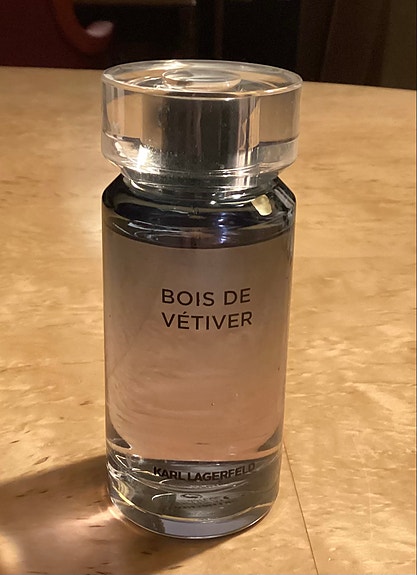 BOIS DE
VÉTIVER
KARL LAGERFELD